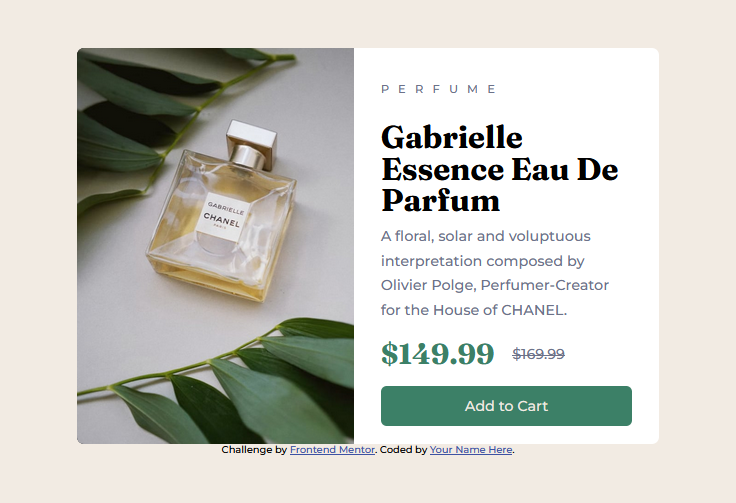 GABRIELLE
CHANEL
PARIS
PERFUME
Gabrielle
Essence Eau De
Parfum
A floral, solar and voluptuous
interpretation composed by
Olivier Polge, Perfumer-Creator
for the House of CHANEL.
$149.99 $169.99
Add to Cart
Challenge by Frontend Mentor. Coded by Your Name Here.